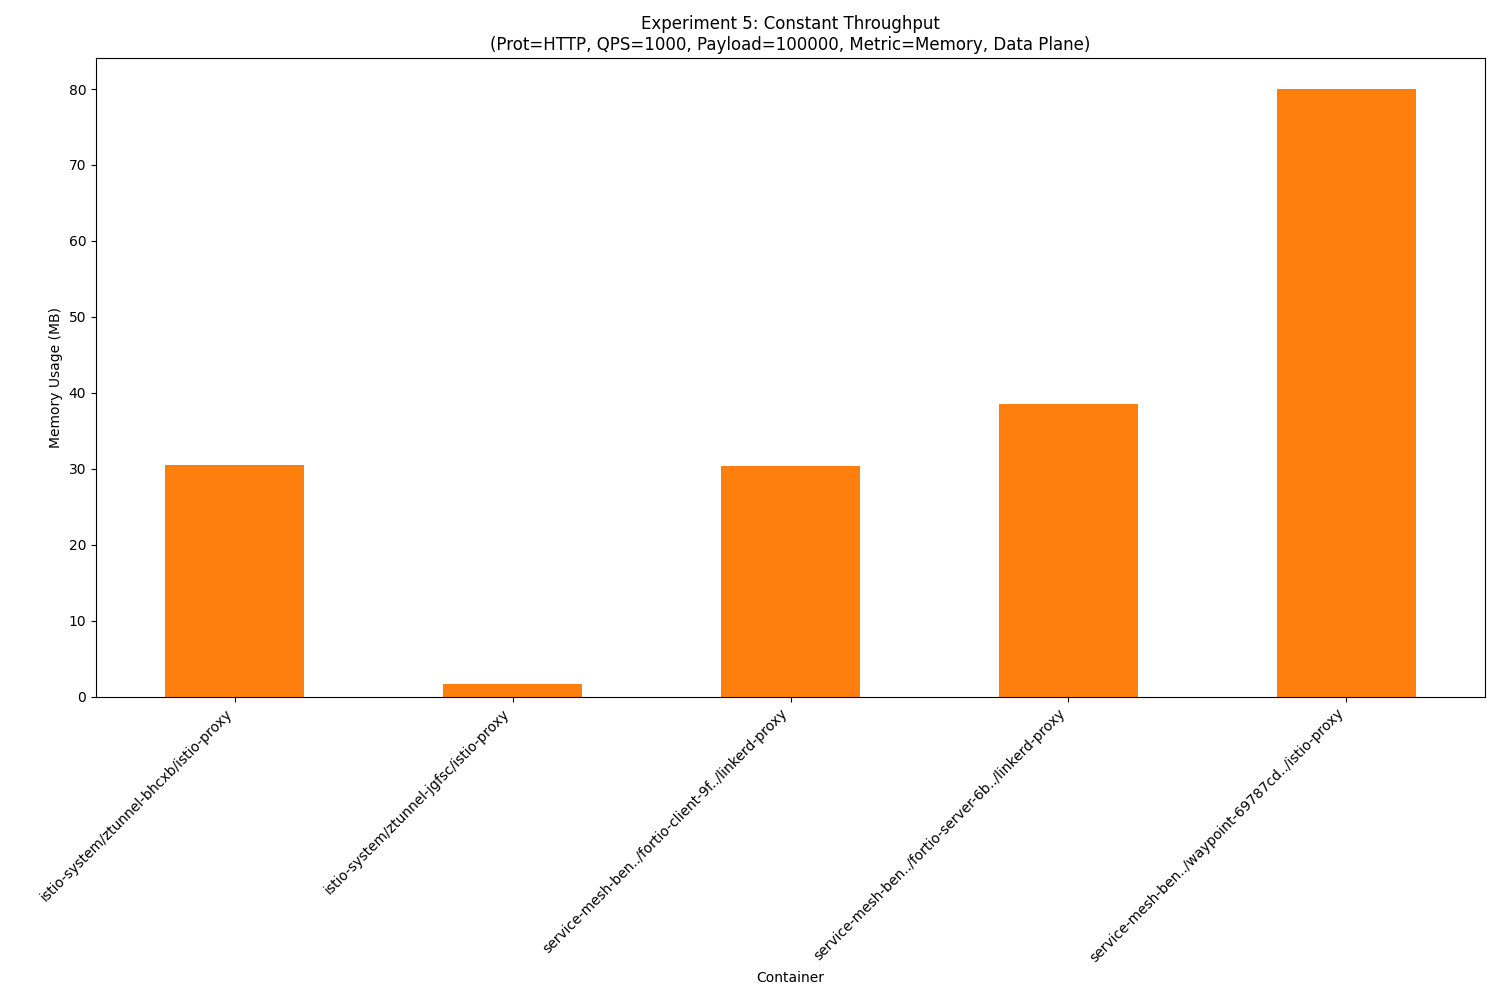 Experiment 5: Constant Throughput
(Prot=HTTP, QPS=1000, Payload=100000, Metric=Memory, Data Plane)
Memory Usage (MB)
80
70
60
50
40
30
20
10
0
istio-system/ztunnel-bhcxb/istio-proxy
istio-system/ztunnel-jgfsc/istio-proxy
service-mesh-ben../fortio-client-9f../linkerd-proxy
service-mesh-ben../fortio-server-6b../linkerd-proxy
service-mesh-ben../waypoint-69787cd../istio-proxy
Container